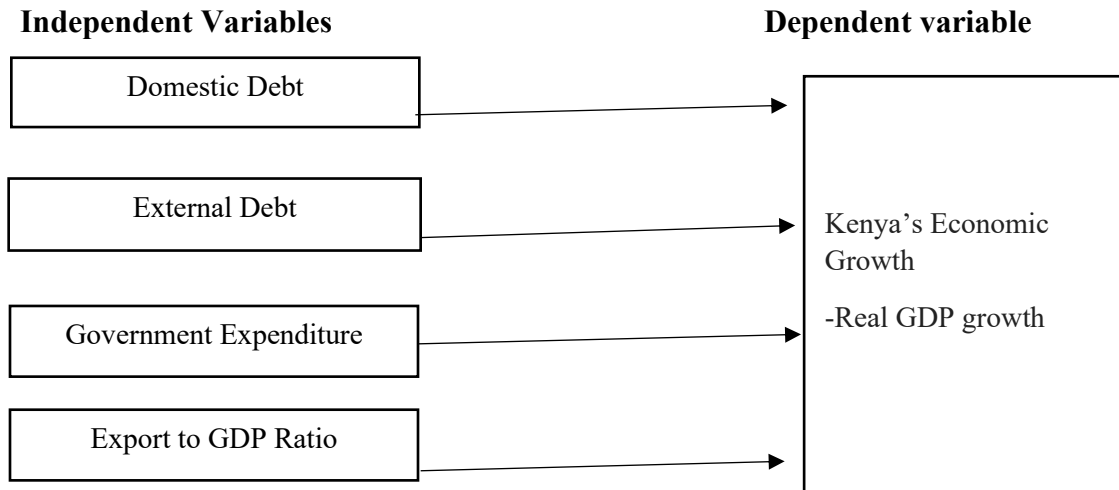 Independent Variables
Dependent variable
Domestic Debt
External Debt
Government Expenditure
Export to GDP Ratio
Kenya’s Economic
Growth
-Real GDP growth